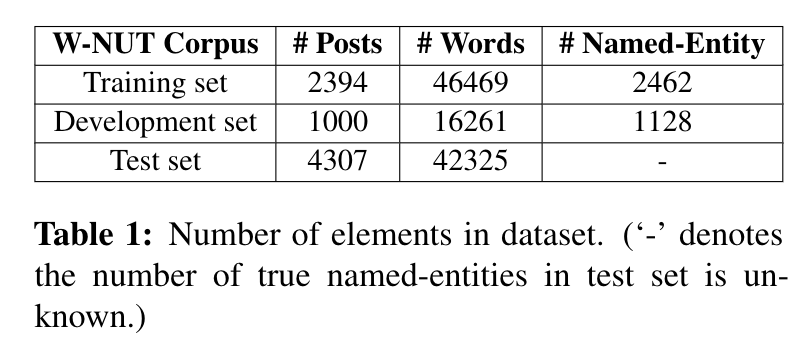 W-NUT Corpus # Posts # Words # Named-Entity
Training set 2394 46469 2462
Development set 1000 16261 1128
Test set 4307 42325 -
Table 1: Number of elements in dataset. (‘-’ denotes
the number of true named-entities in test set is un-
known.)